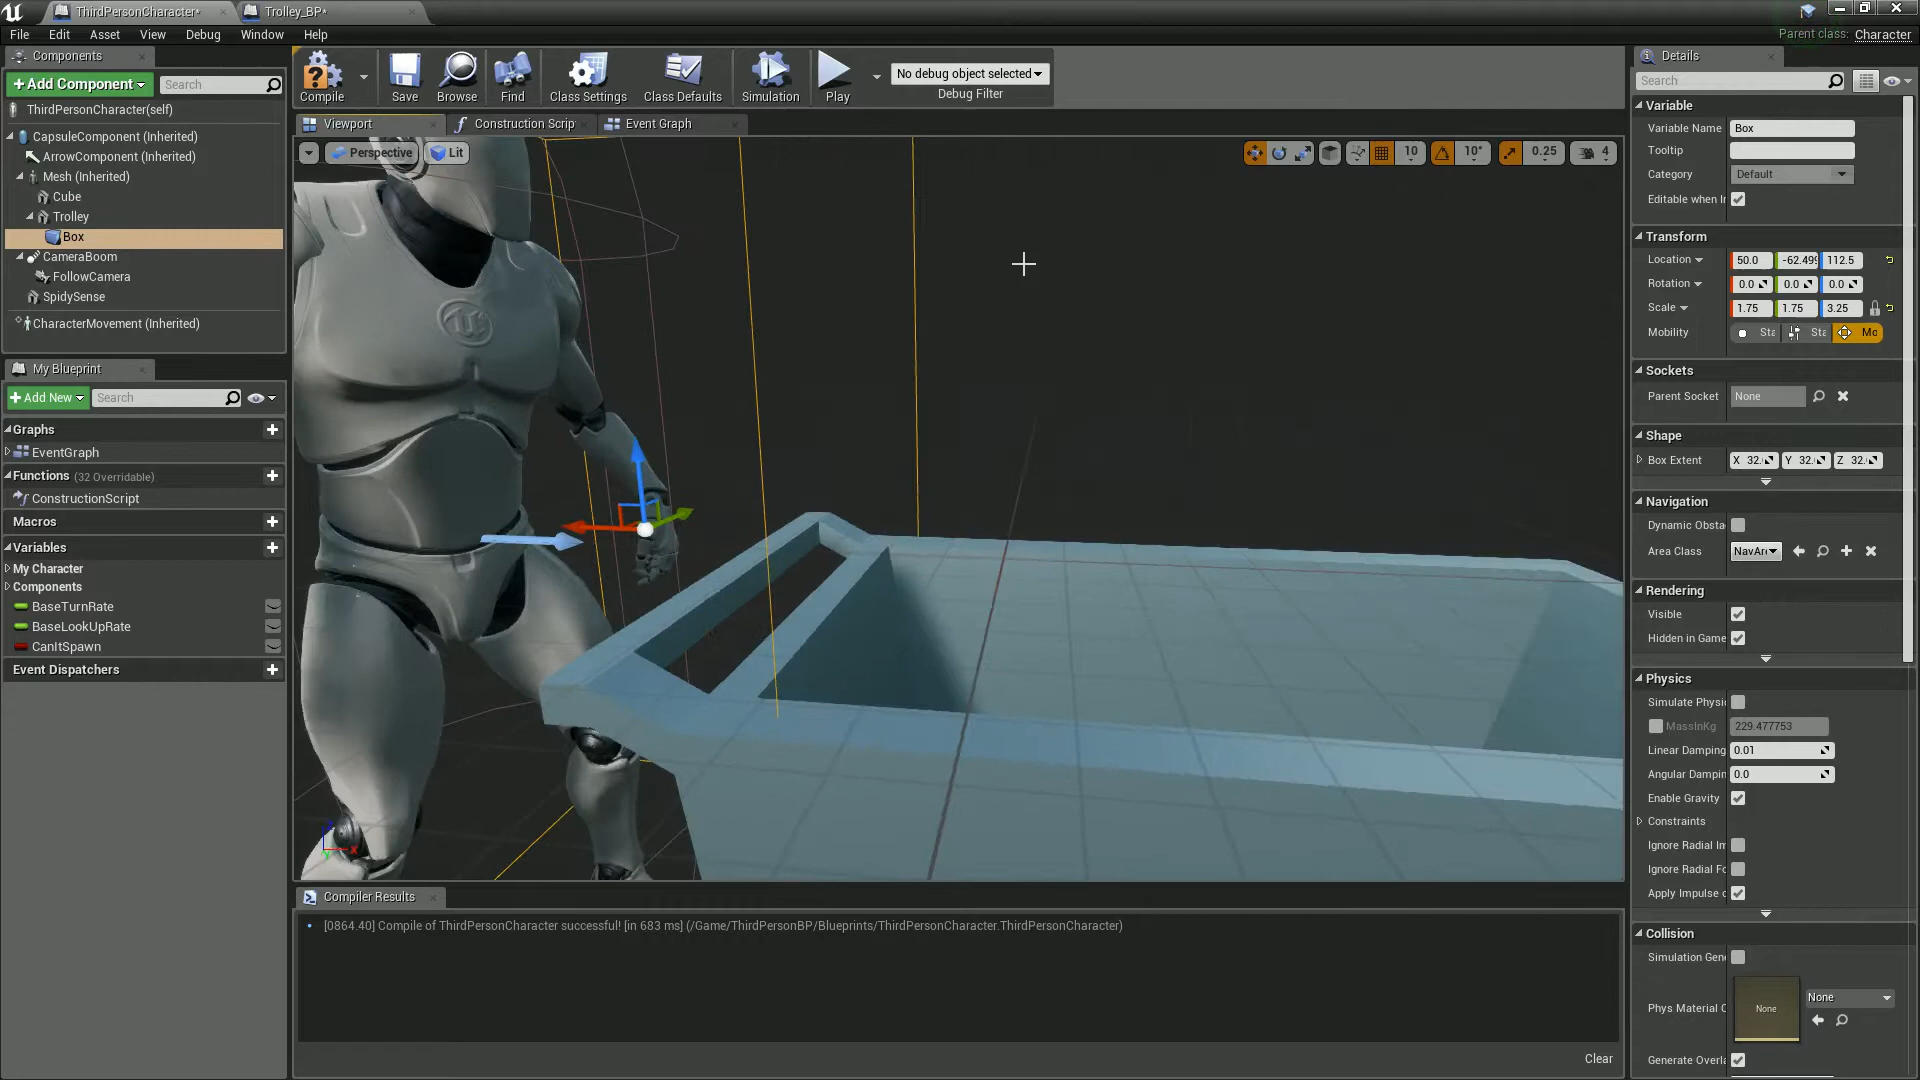 ThirdPersonCharacter*
Trolley_BP*
File Edit Asset View Debug Window Help
Parent class: Character
Components
+Add Component
Search
ThirdPersonCharacter(self)
CapsuleComponent (Inherited)
ArrowComponent (Inherited)
Mesh (Inherited)
Cube
Trolley
Box
CameraBoom
FollowCamera
SpidySense
CharacterMovement (Inherited)
My Blueprint
+Add New
Search
Graphs
EventGraph
Functions (32 Overridable)
ConstructionScript
Macros
Variables
My Character
Components
BaseTurnRate
BaseLookUpRate
CanItSpawn
Event Dispatchers
Compile
Save
Browse
Find
Class Settings
Class Defaults
Simulation
Play
No debug object selected
Debug Filter
Viewport
Construction Scrip
Event Graph
Perspective
Lit
10
10°
0.25
4
Compiler Results
[0864.40] Compile of ThirdPersonCharacter successful! [in 683 ms] (/Game/ThirdPersonBP/Blueprints/ThirdPersonCharacter.ThirdPersonCharacter)
Clear
Details
Search
Variable
Variable Name Box
Tooltip
Category Default
Editable when Ir
Transform
Location 50.0 -62.499 112.5
Rotation 0.0 0.0 0.0
Scale 1.75 1.75 3.25
Mobility Sta Sta Mo
Sockets
Parent Socket None
Shape
Box Extent X 32. Y 32. Z 32.
Navigation
Dynamic Obsta
Area Class NavAre
Rendering
Visible
Hidden in Game
Physics
Simulate Physic
MassInKg 229.477753
Linear Damping 0.01
Angular Dampin 0.0
Enable Gravity
Constraints
Ignore Radial Im
Ignore Radial Fo
Apply Impulse o
Collision
Simulation Gene
Phys Material O
None
None
Generate Overla